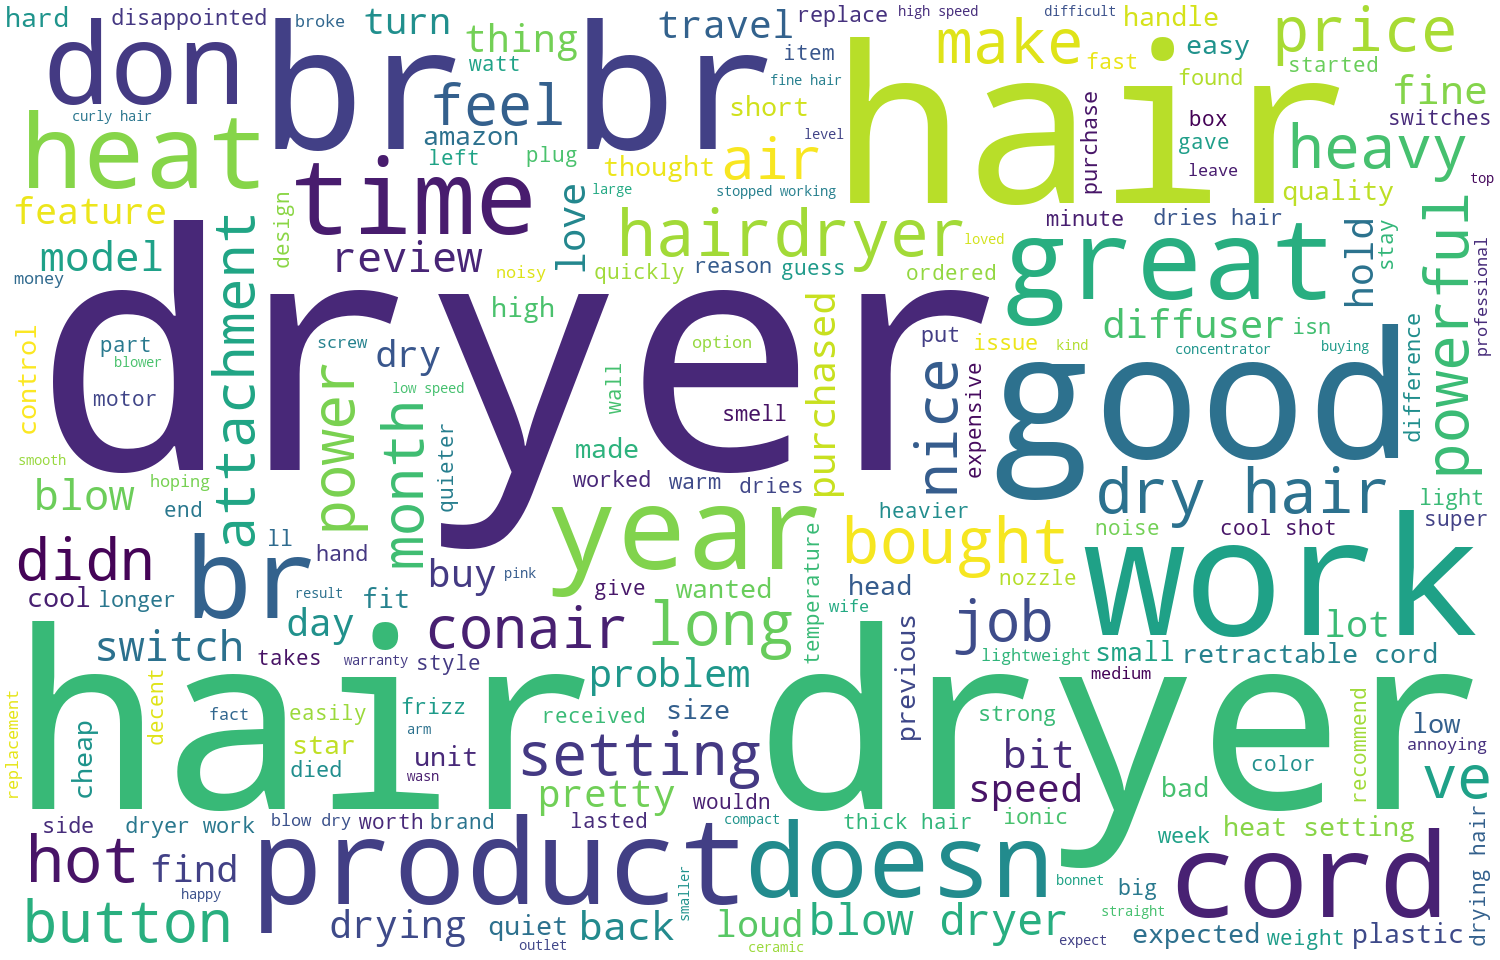 hard
disappointed
broke
turn
travel
replace
high speed
difficult
handle
price
don
br
br
thing
watt
item
make
fast
easy
found
started
hair
feel
fine hair
short
fine
switches
curly hair
amazon
level
purchase
box
gave
heavy
heat
left
plug
thought
air
leave
quality
top
time
large
stopped working
feature
design
love
hairdryer
minute
dries hair
hold
stay
powerful
professional
model
attachment
review
noisy
quickly
reason
guess
loved
ordered
great
money
high
dryer
purchased
put
issue
kind
diffuser
isn
difference
control
part
blower
screw
dry
option
concentrator
buying
motor
power
low speed
wall
smell
nice
expensive
good
smooth
month
quieter
made
blow
hoping
worked
warm
dries
dry hair
light
end
year
heavier
noise
cool shot
super
didn
br
ll
hand
buy
pink
bought
nozzle
work
cool
longer
result
fit
give
wanted
temperature
head
wife
day
conair
long
job
lot
switch
takes
warranty
style
problem
previous
lightweight
small
retractable cord
medium
hair dryer
replacement
cheap
decent
fact
easily
frizz
arm
received
size
strong
recommend
low
annoying
star
died
unit
wasn
setting
bit
color
ve
pretty
wouldn
speed
bad
side
dryer work
blow dry
worth
brand
lasted
compact
thick hair
ionic
week
heat setting
drying hair
hot
find
product
doesn
cord
happy
smaller
bonnet
big
button
drying
quiet
outlet
back
loud
ceramic
blow dryer
straight
expect
expected
weight
plastic